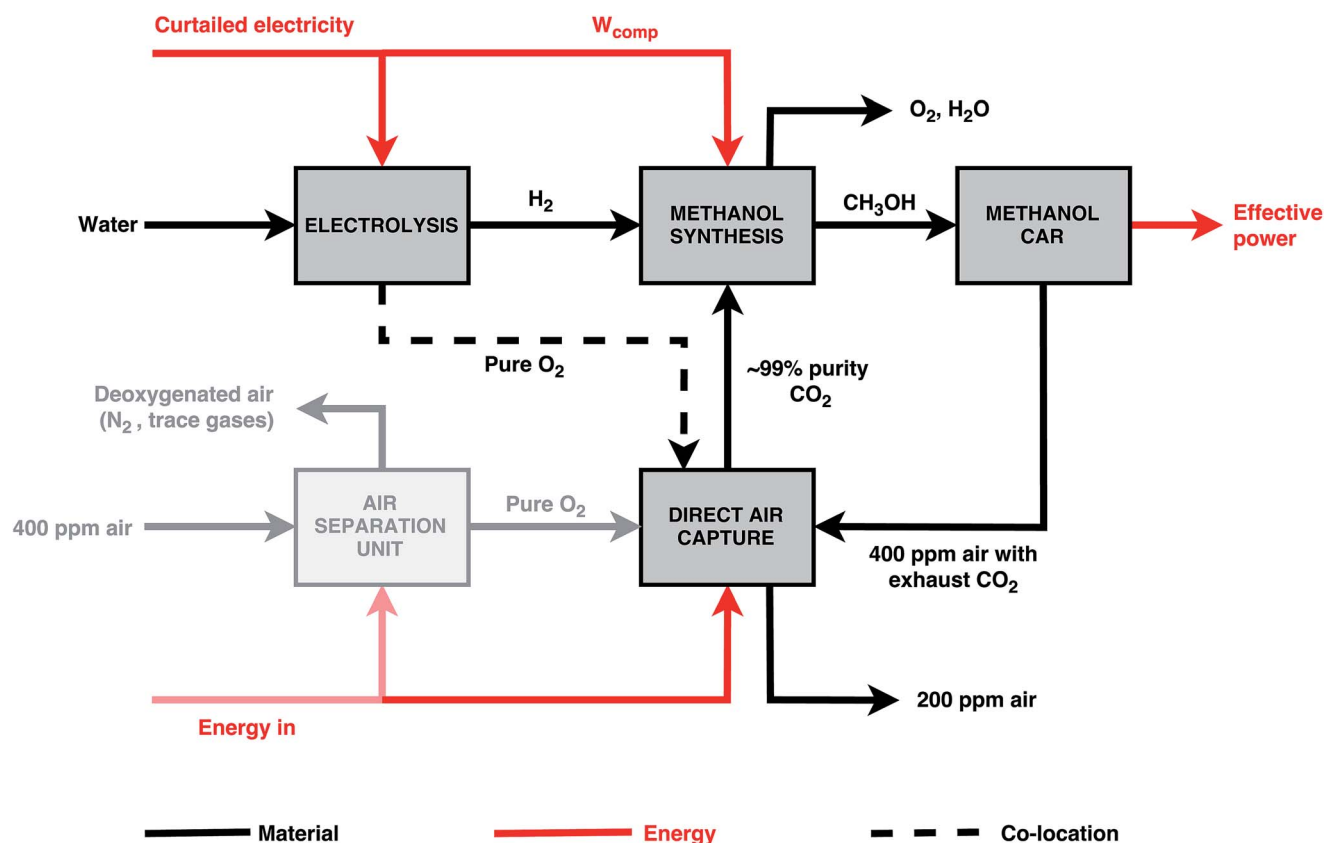 Curtailed electricity
W_comp
O₂, H₂O
Water
ELECTROLYSIS
H₂
METHANOL
SYNTHESIS
CH₃OH
METHANOL
CAR
Effective
power
Pure O₂
~99% purity
CO₂
Deoxygenated air
(N₂ , trace gases)
400 ppm air
AIR
SEPARATION
UNIT
Pure O₂
DIRECT AIR
CAPTURE
400 ppm air with
exhaust CO₂
200 ppm air
Energy in
Material
Energy
Co-location